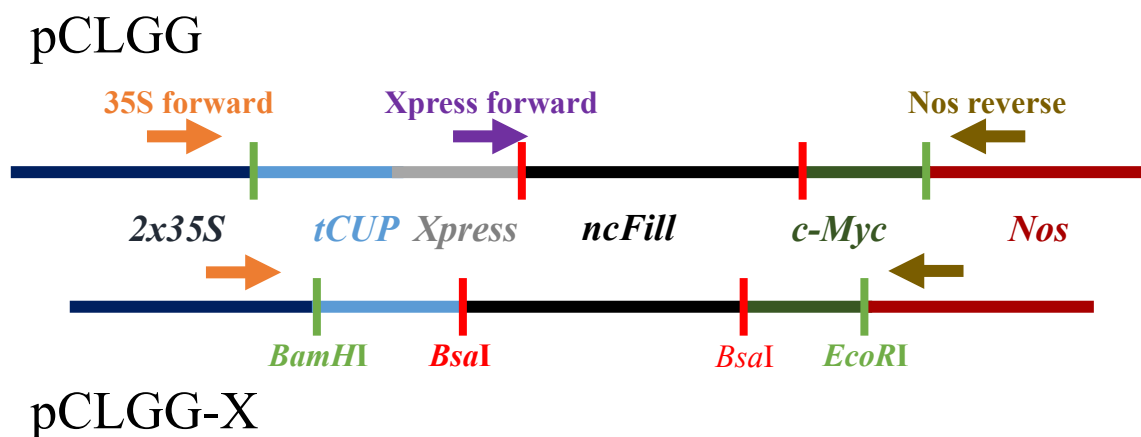 pCLGG
35S forward Xpress forward Nos reverse
2x35S tCUP Xpress ncFill c-Myc Nos
BamHI BsaI BsaI EcoRI
pCLGG-X